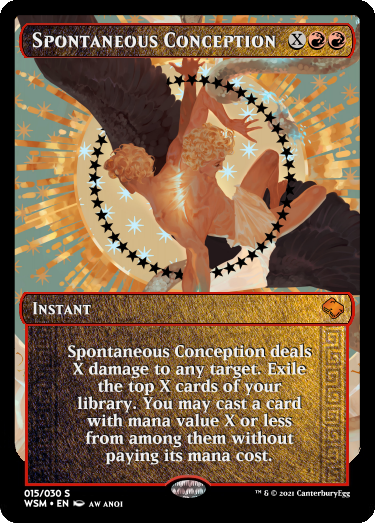 Spontaneous Conception X
Instant
Spontaneous Conception deals
X damage to any target. Exile
the top X cards of your
library. You may cast a card
with mana value X or less
from among them without
paying its mana cost.
015/030 S
WSM • EN AW ANOI
™ & © 2021 CanterburyEgg